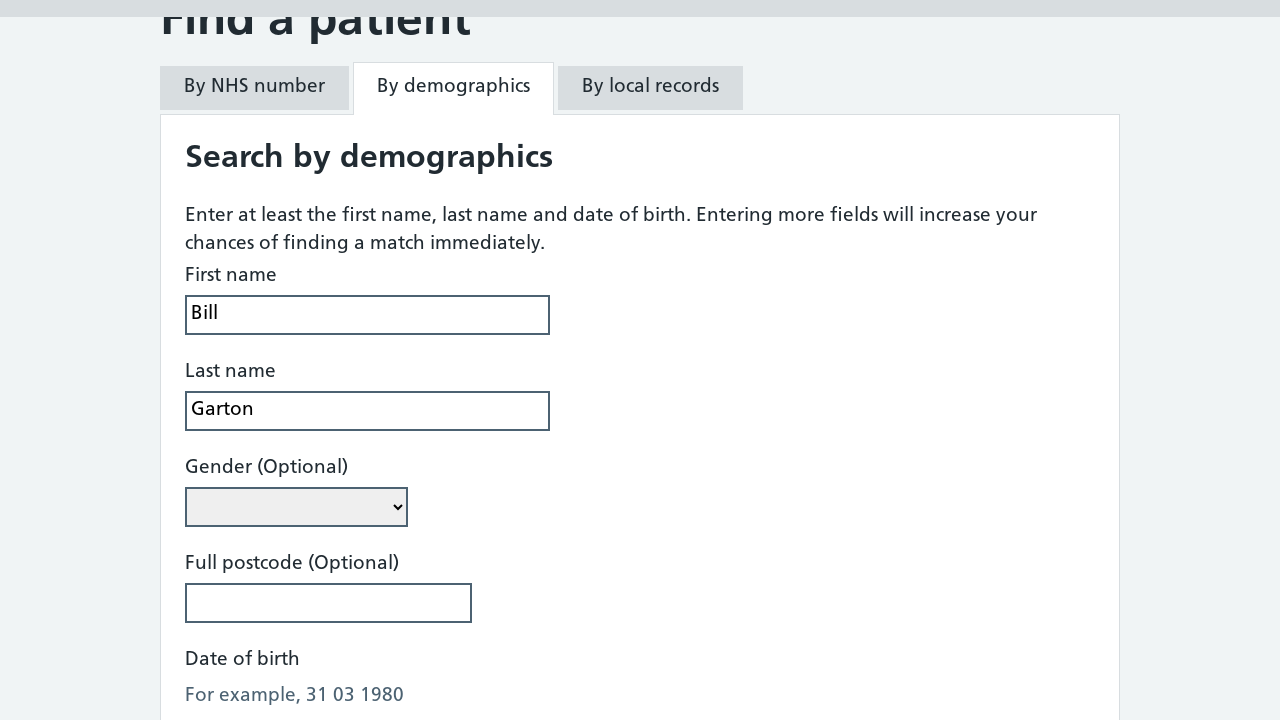 Find a patient
By NHS number
By demographics
By local records
Search by demographics
Enter at least the first name, last name and date of birth. Entering more fields will increase your
chances of finding a match immediately.
First name
Bill
Last name
Garton
Gender (Optional)
Full postcode (Optional)
Date of birth
For example, 31 03 1980